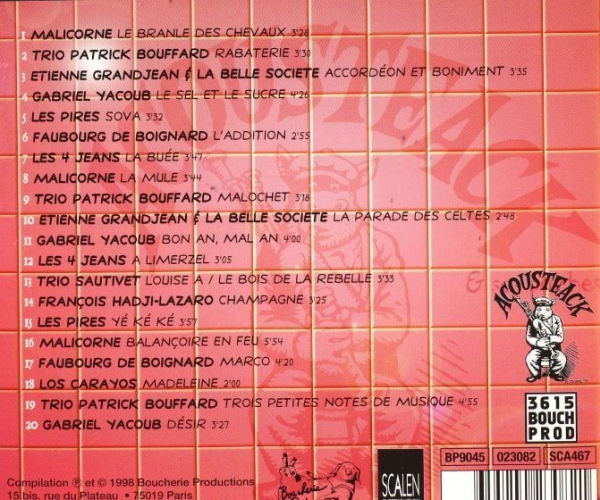 1 MALICORNE LE BRANLE DES CHEVAUX 3'28
2 TRIO PATRICK BOUFFARD RABATERIE 3'30
3 ETIENNE GRANDJEAN & LA BELLE SOCIETE ACCORDÉON ET BONIMENT 3'35
4 GABRIEL YACOUB LE SEL ET LE SUCRE 4'26
5 LES PIRES SOVA 3'32
6 FAUBOURG DE BOIGNARD L'ADDITION 2'55
7 LES 4 JEANS LA BUÉE 3'47
8 MALICORNE LA MULE 3'44
9 TRIO PATRICK BOUFFARD MALOCHET 3'18
10 ETIENNE GRANDJEAN & LA BELLE SOCIETE LA PARADE DES CELTES 2'48
11 GABRIEL YACOUB BON AN, MAL AN 4'00
12 LES 4 JEANS A LIMERZEL 3'05
13 TRIO SAUTIVET LOUISE A / LE BOIS DE LA REBELLE 3'33
14 FRANÇOIS HADJI-LAZARO CHAMPAGNE 3'25
15 LES PIRES YÉ KÉ KÉ 3'57
16 MALICORNE BALANÇOIRE EN FEU 5'54
17 FAUBOURG DE BOIGNARD MARCO 4'20
18 LOS CARAYOS MADELEINE 2'00
19 TRIO PATRICK BOUFFARD TROIS PETITES NOTES DE MUSIQUE 4'55
20 GABRIEL YACOUB DÉSIR 3'27
ACOUSTEACK
ACOUSTEACK
3615
BOUCH
PROD
BP9045 023082 SCA467
Compilation ℗ et © 1998 Boucherie Productions
15 bis, rue du Plateau • 75019 Paris
Boucherie
SCALEN